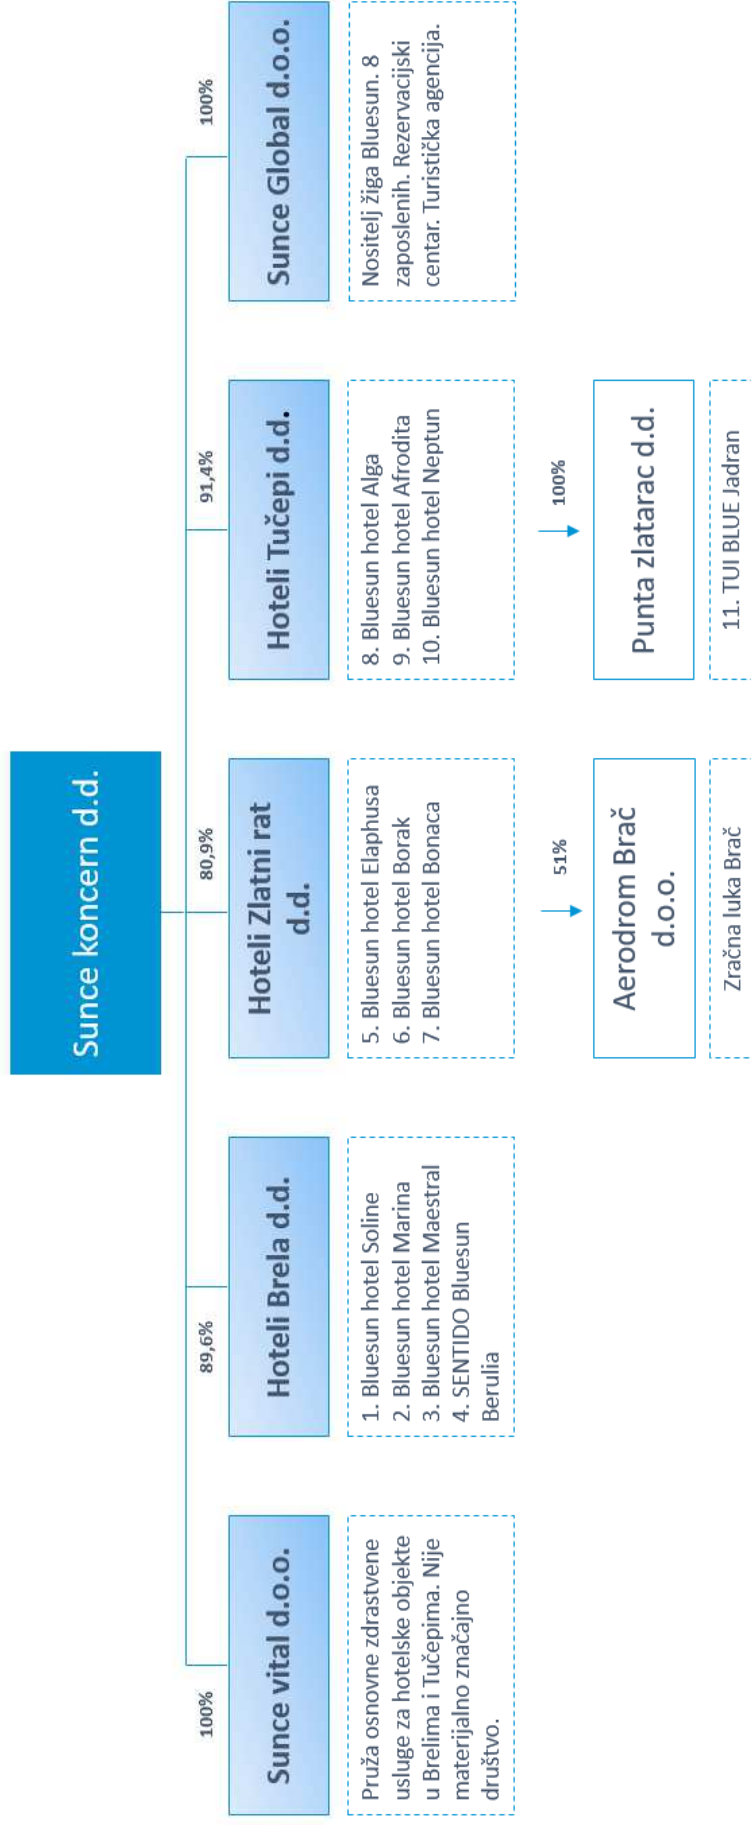 Sunce koncern d.d.
100%
89,6%
80,9%
91,4%
100%
Sunce vital d.o.o.
Pruža osnovne zdrastvene
usluge za hotelske objekte
u Brelima i Tučepima. Nije
materijalno značajno
društvo.
Hoteli Brela d.d.
1. Bluesun hotel Soline
2. Bluesun hotel Marina
3. Bluesun hotel Maestral
4. SENTIDO Bluesun
Berulia
Hoteli Zlatni rat
d.d.
5. Bluesun hotel Elaphusa
6. Bluesun hotel Borak
7. Bluesun hotel Bonaca
51%
Aerodrom Brač
d.o.o.
Zračna luka Brač
Hoteli Tučepi d.d.
8. Bluesun hotel Alga
9. Bluesun hotel Afrodita
10. Bluesun hotel Neptun
100%
Punta zlatarac d.d.
11. TUI BLUE Jadran
Sunce Global d.o.o.
Nositelj žiga Bluesun. 8
zaposlenih. Rezervacijski
centar. Turistička agencija.